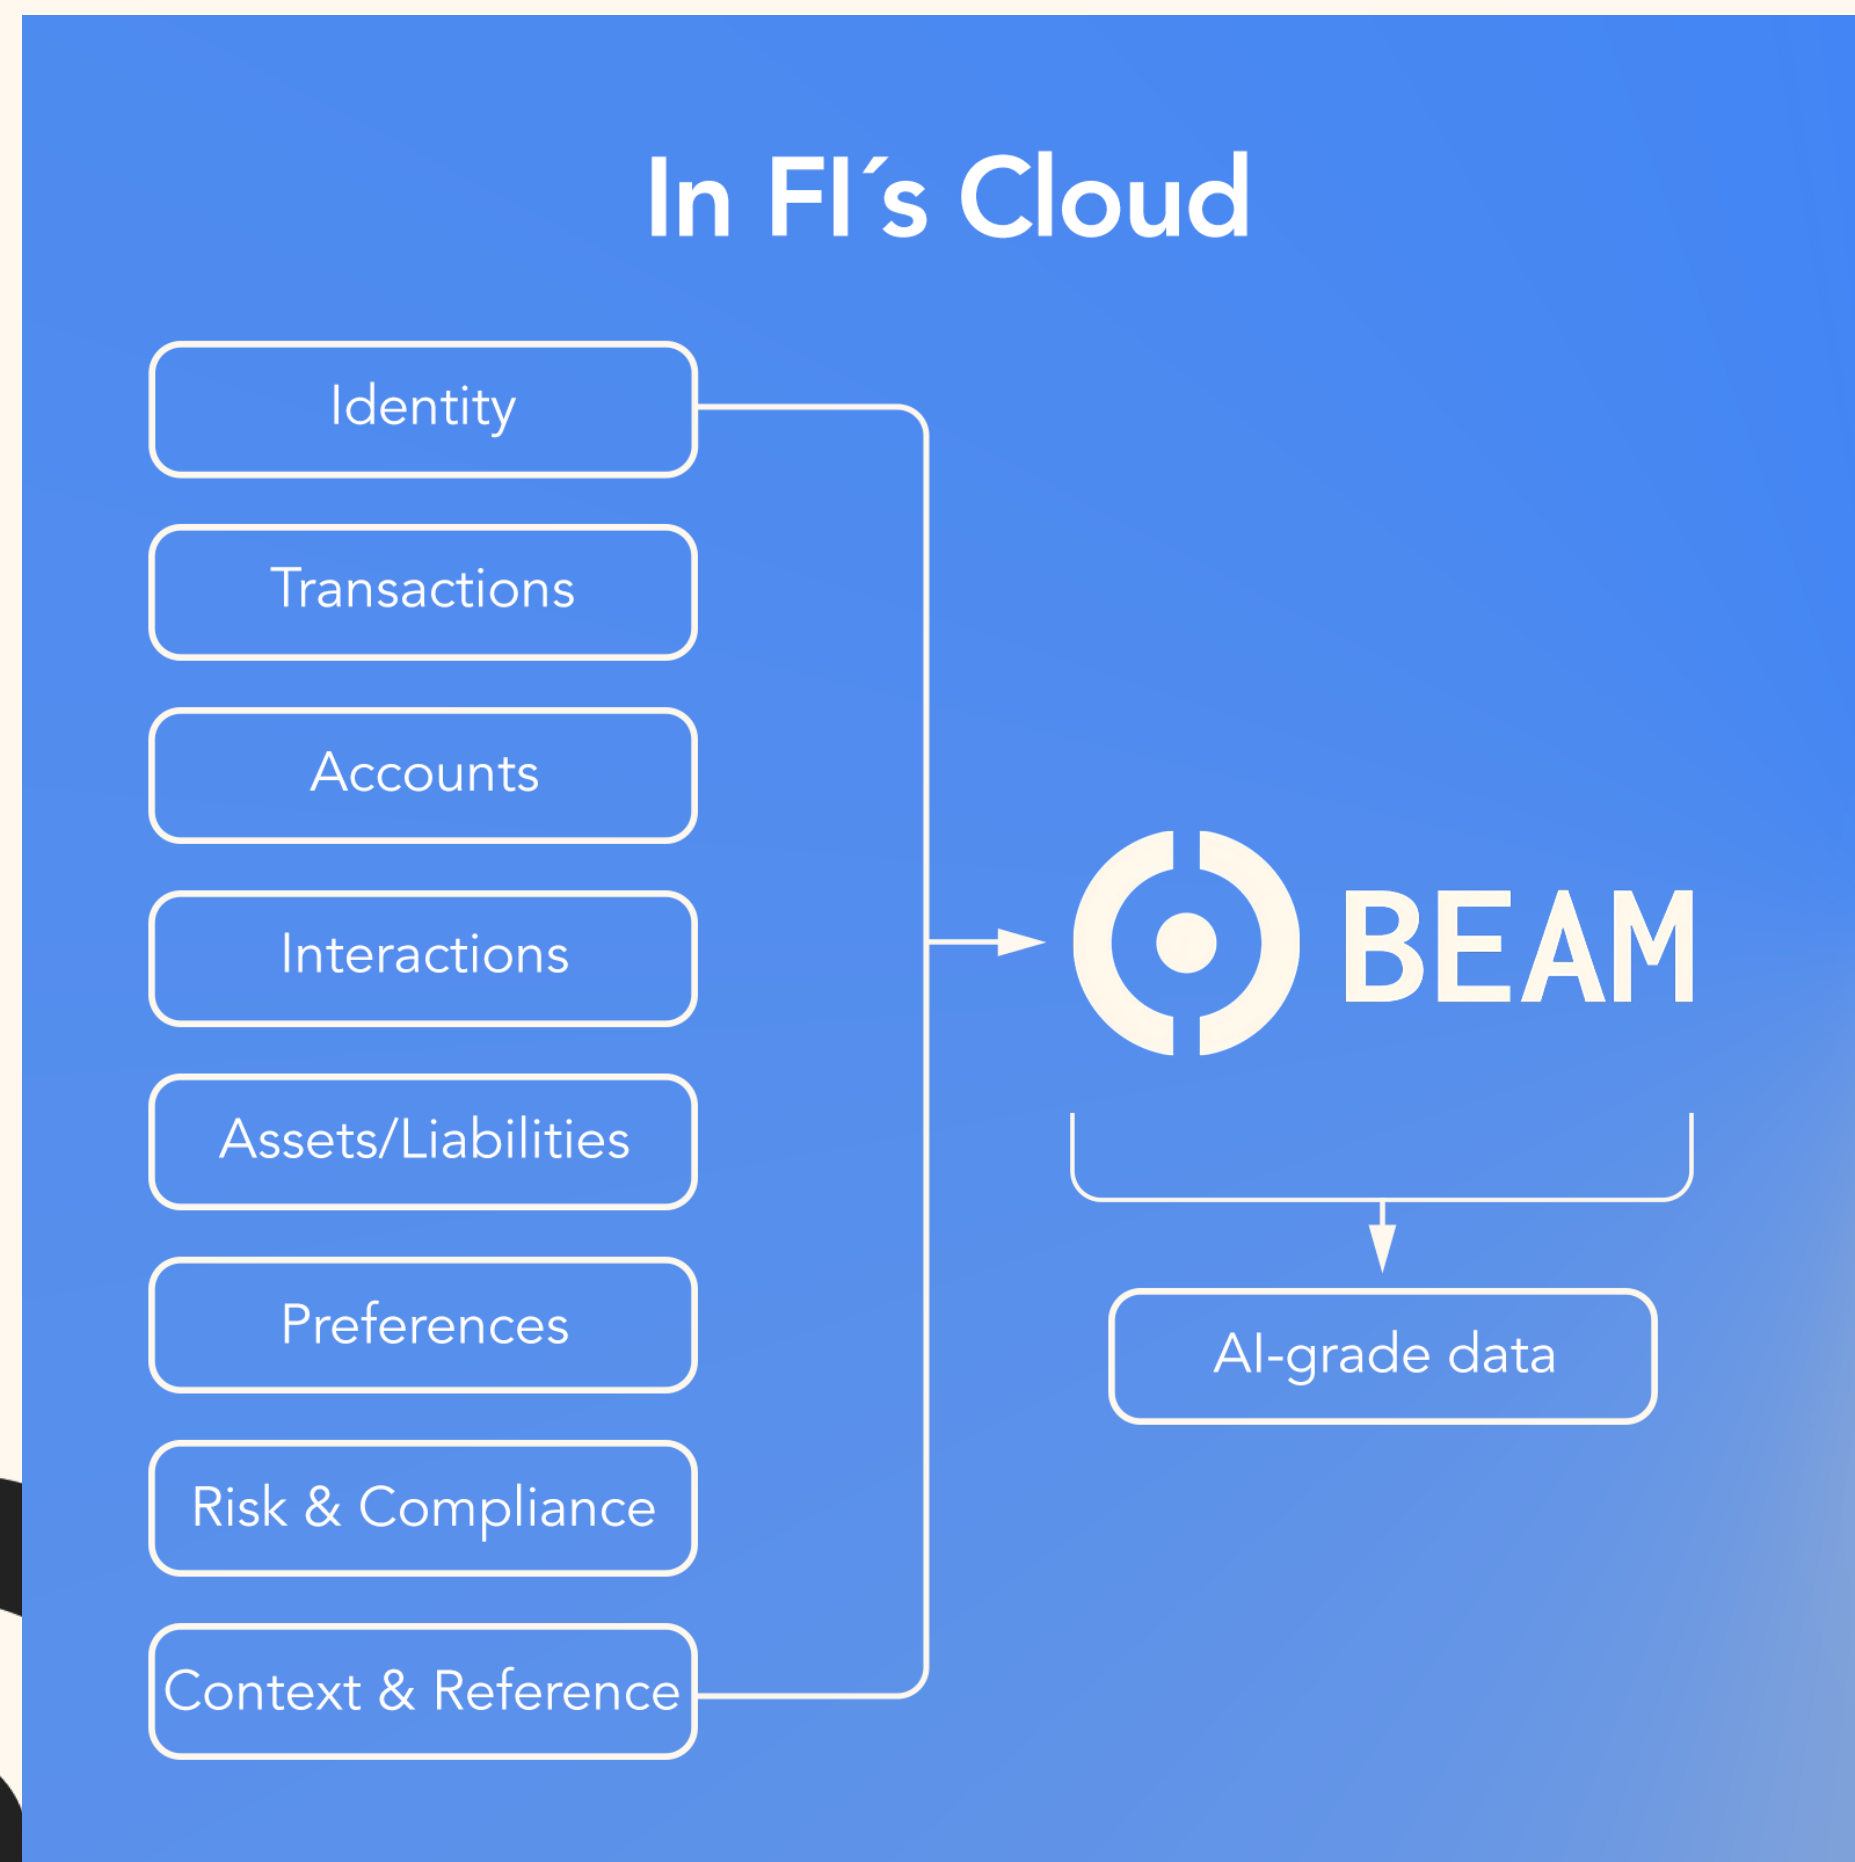 In FI´s Cloud
Identity
Transactions
Accounts
Interactions
Assets/Liabilities
Preferences
Risk & Compliance
Context & Reference
BEAM
AI-grade data